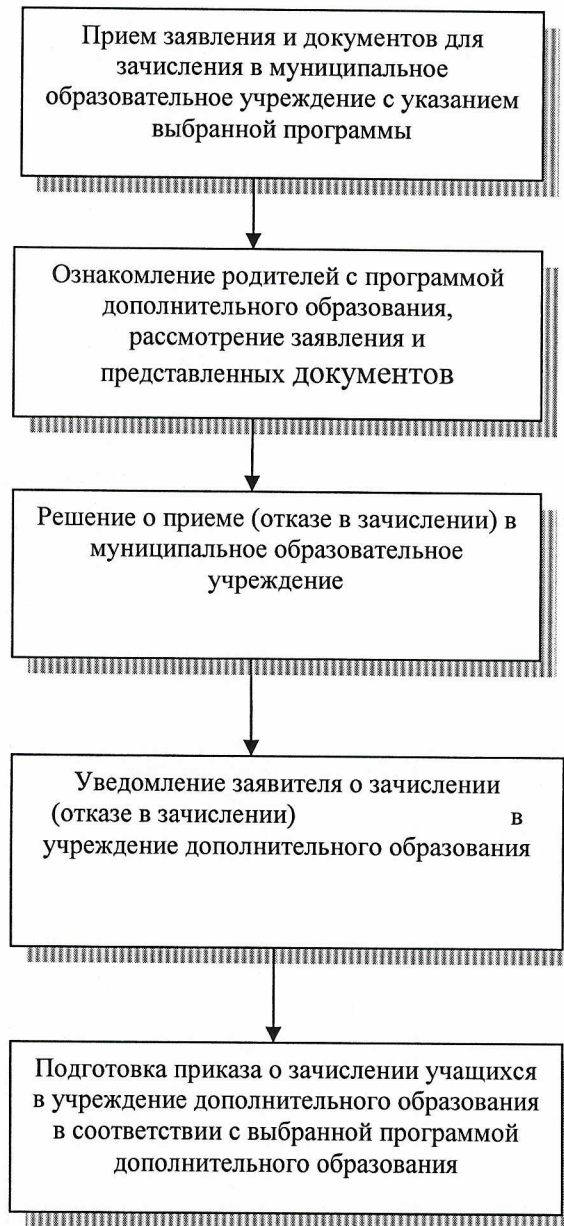 Прием заявления и документов для
зачисления в муниципальное
образовательное учреждение с указанием
выбранной программы
Ознакомление родителей с программой
дополнительного образования,
рассмотрение заявления и
представленных документов
Решение о приеме (отказе в зачислении) в
муниципальное образовательное
учреждение
Уведомление заявителя о зачислении
(отказе в зачислении) в
учреждение дополнительного образования
Подготовка приказа о зачислении учащихся
в учреждение дополнительного образования
в соответствии с выбранной программой
дополнительного образования